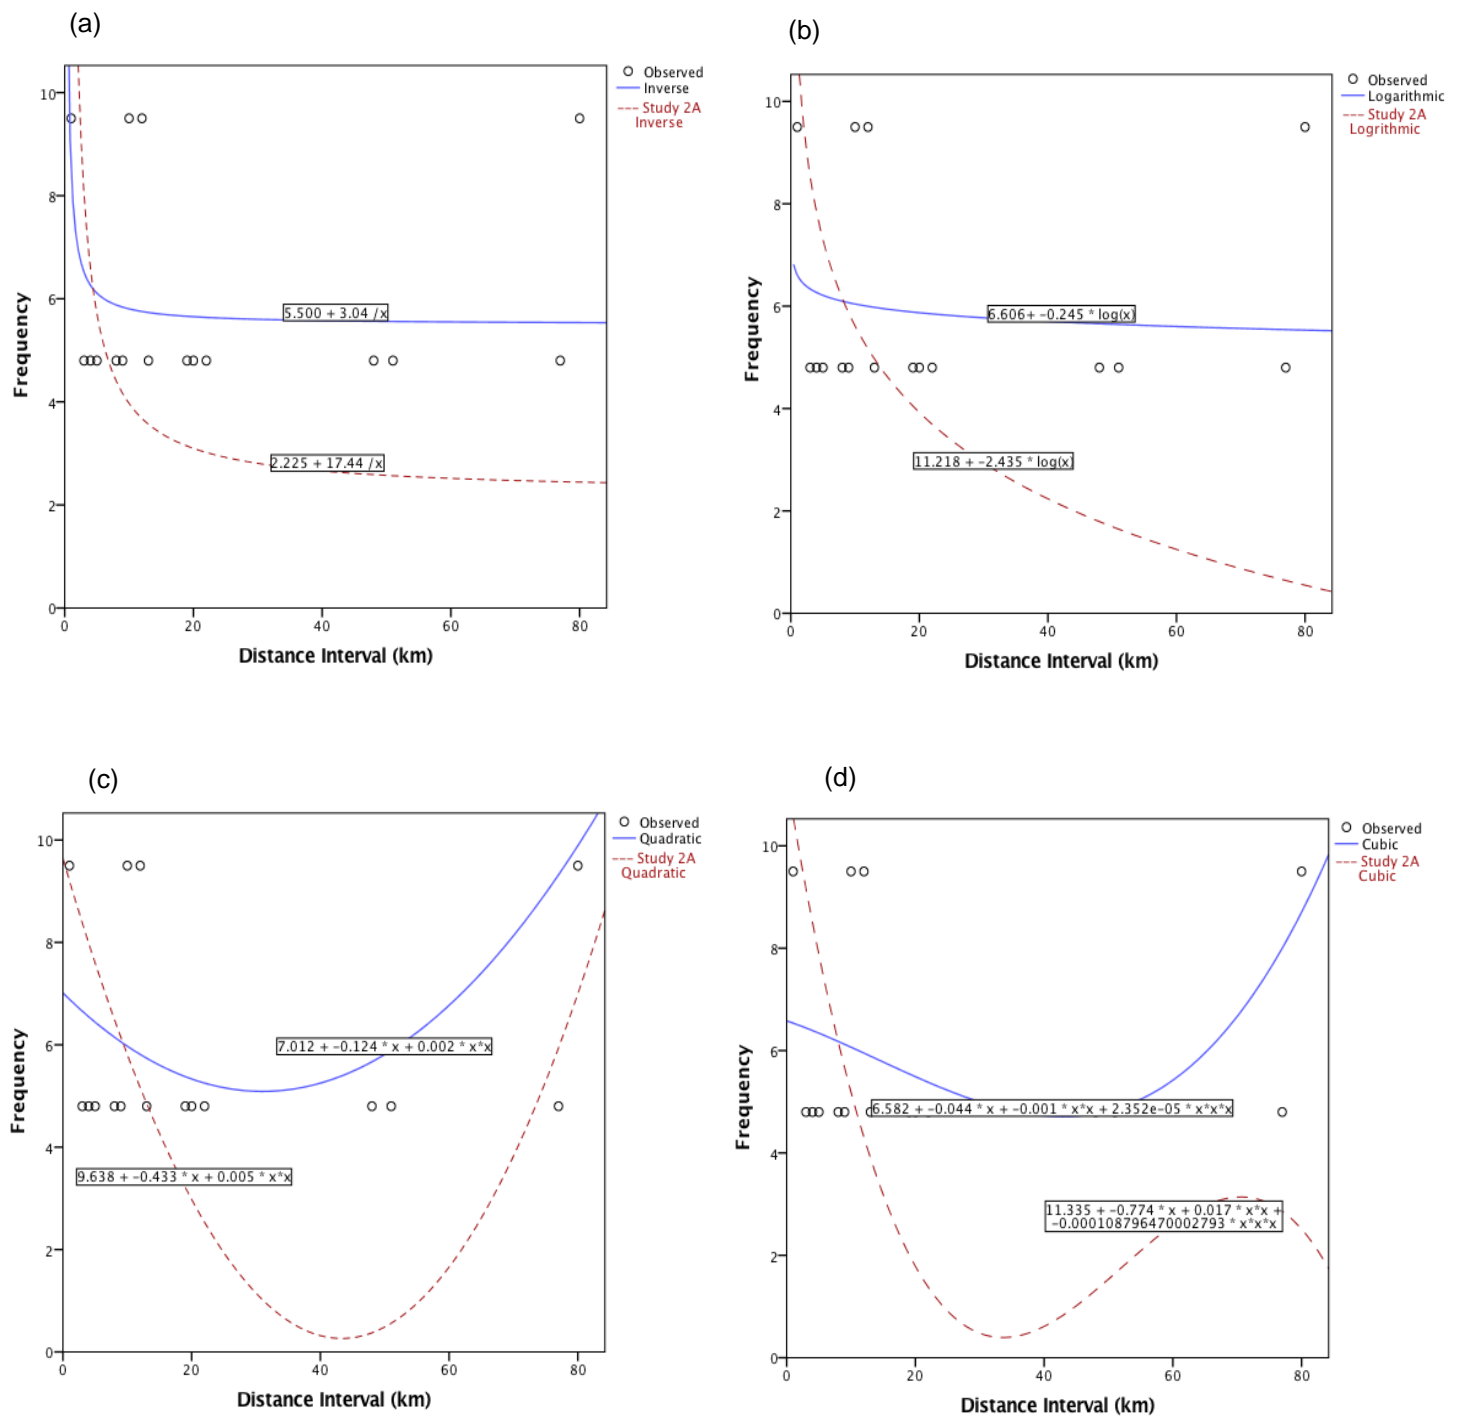 (a)
Observed
Inverse
Study 2A
Inverse
10
8
6
4
2
0
0 20 40 60 80
Frequency
5.500 + 3.04 /x
2.225 + 17.44 /x
Distance Interval (km)
(b)
Observed
Logarithmic
Study 2A
Logrithmic
10
8
6
4
2
0
0 20 40 60 80
Frequency
6.606+ -0.245 * log(x)
11.218 + -2.435 * log(x)
Distance Interval (km)
(c)
Observed
Quadratic
Study 2A
Quadratic
10
8
6
4
2
0
0 20 40 60 80
Frequency
7.012 + -0.124 * x + 0.002 * x*x
9.638 + -0.433 * x + 0.005 * x*x
Distance Interval (km)
(d)
Observed
Cubic
Study 2A
Cubic
10
8
6
4
2
0
0 20 40 60 80
Frequency
6.582 + -0.044 * x + -0.001 * x*x + 2.352e-05 * x*x*x
11.335 + -0.774 * x + 0.017 * x*x +
-0.000108796470002793 * x*x*x
Distance Interval (km)